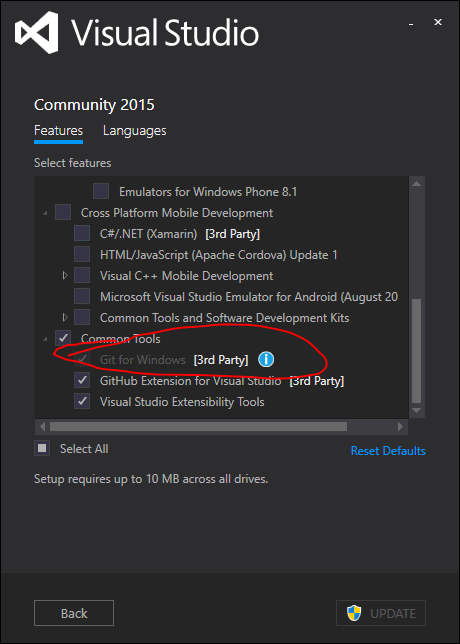 Visual Studio
Community 2015
Features Languages
Select features
Emulators for Windows Phone 8.1
Cross Platform Mobile Development
C#/.NET (Xamarin) [3rd Party]
HTML/JavaScript (Apache Cordova) Update 1
Visual C++ Mobile Development
Microsoft Visual Studio Emulator for Android (August 20
Common Tools and Software Development Kits
Common Tools
Git for Windows [3rd Party]
GitHub Extension for Visual Studio [3rd Party]
Visual Studio Extensibility Tools
Select All Reset Defaults
Setup requires up to 10 MB across all drives.
Back UPDATE